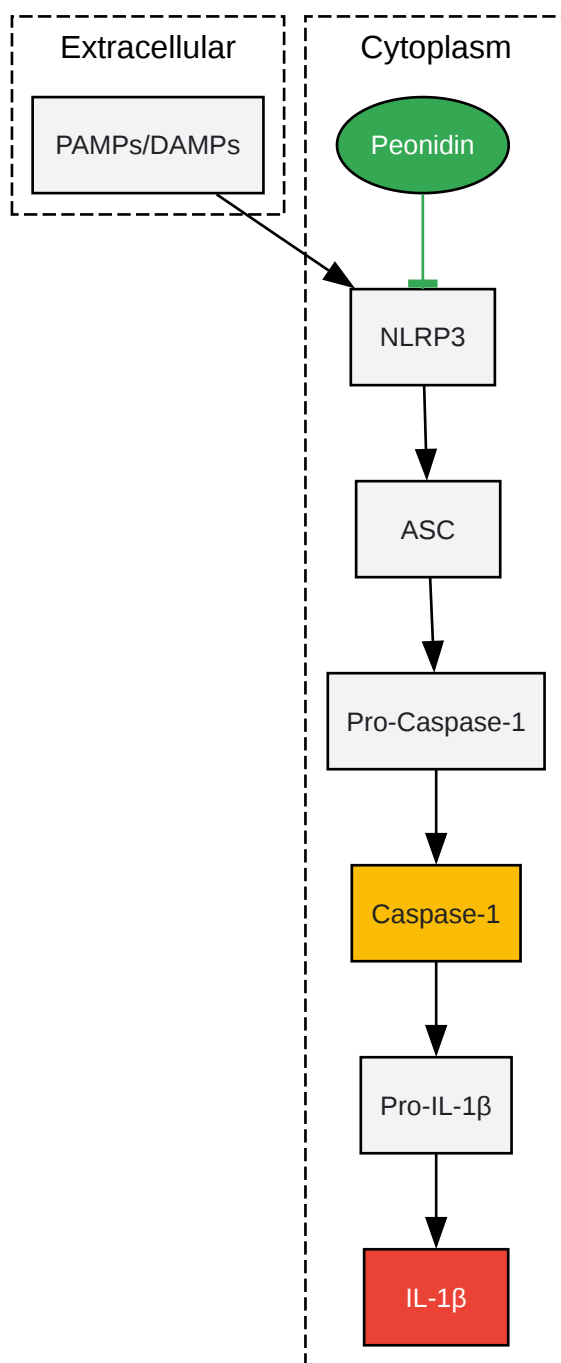 Extracellular
Cytoplasm
PAMPs/DAMPs
Peonidin
NLRP3
ASC
Pro-Caspase-1
Caspase-1
Pro-IL-1β
IL-1β